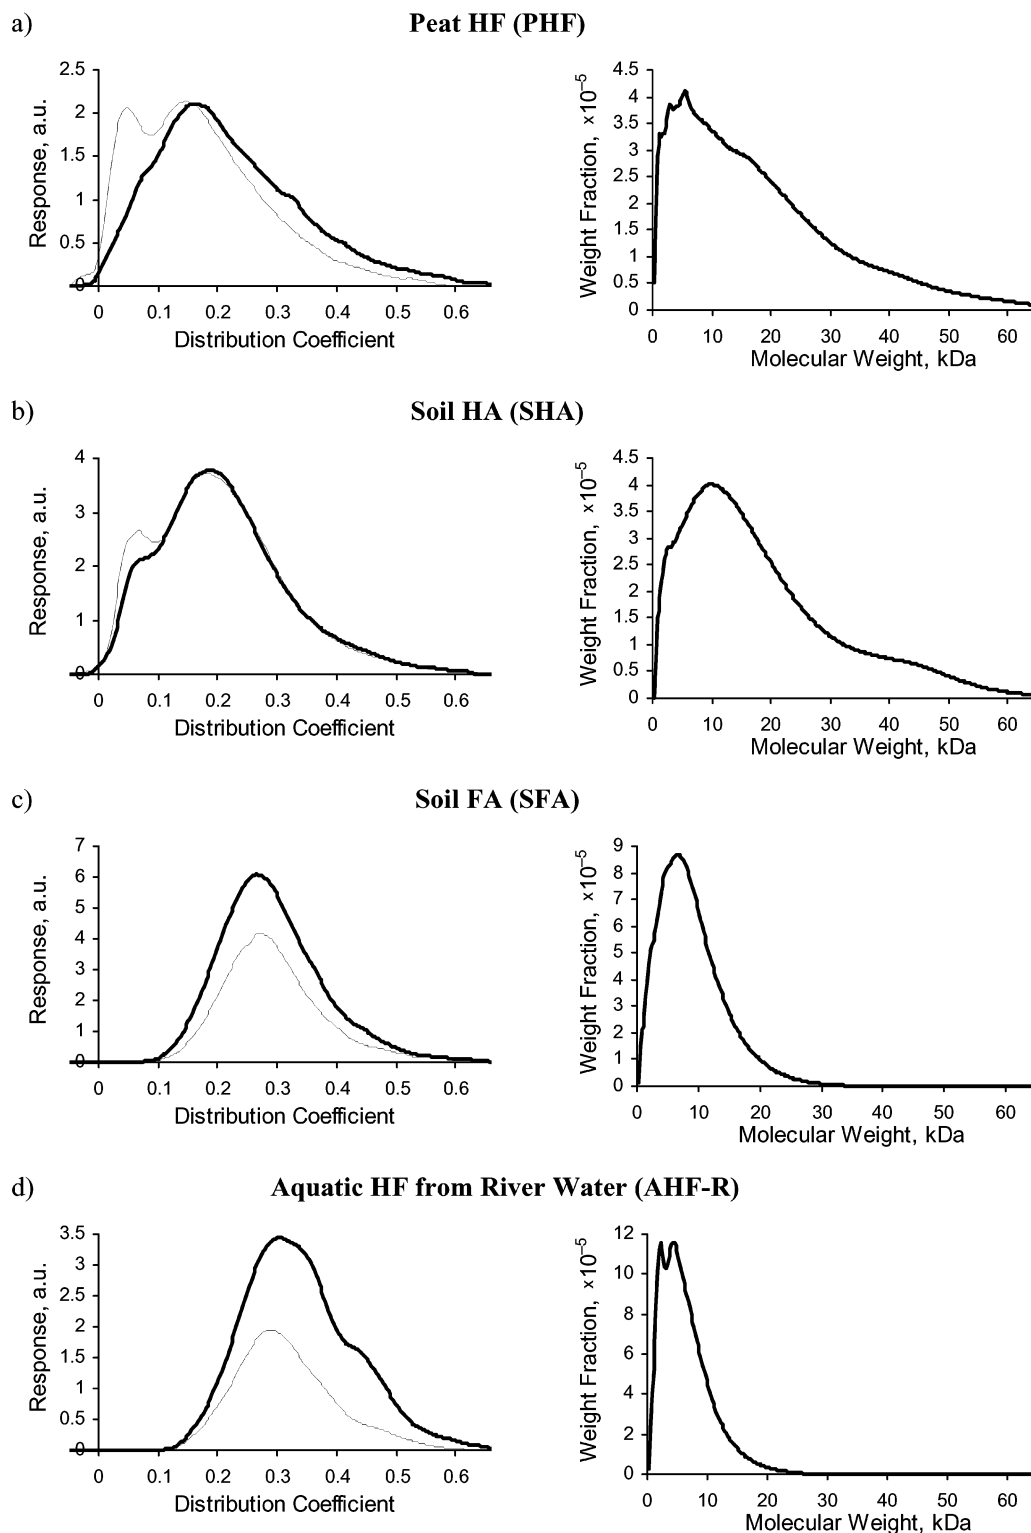 a)
Peat HF (PHF)
2.5
2
1.5
1
0.5
0
Response, a.u.
0 0.1 0.2 0.3 0.4 0.5 0.6
Distribution Coefficient
4.5
4
3.5
3
2.5
2
1.5
1
0.5
0
Weight Fraction, ×10⁻⁵
0 10 20 30 40 50 60
Molecular Weight, kDa
b)
Soil HA (SHA)
4
3
2
1
0
Response, a.u.
0 0.1 0.2 0.3 0.4 0.5 0.6
Distribution Coefficient
4.5
4
3.5
3
2.5
2
1.5
1
0.5
0
Weight Fraction, ×10⁻⁵
0 10 20 30 40 50 60
Molecular Weight, kDa
c)
Soil FA (SFA)
7
6
5
4
3
2
1
0
Response, a.u.
0 0.1 0.2 0.3 0.4 0.5 0.6
Distribution Coefficient
9
8
7
6
5
4
3
2
1
0
Weight Fraction, ×10⁻⁵
0 10 20 30 40 50 60
Molecular Weight, kDa
d)
Aquatic HF from River Water (AHF-R)
3.5
3
2.5
2
1.5
1
0.5
0
Response, a.u.
0 0.1 0.2 0.3 0.4 0.5 0.6
Distribution Coefficient
12
10
8
6
4
2
0
Weight Fraction, ×10⁻⁵
0 10 20 30 40 50 60
Molecular Weight, kDa